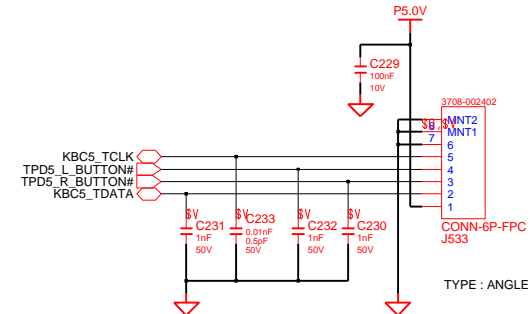 P5.0V
C229
100nF
10V
3708-002402
MNT2
MNT1
7
6
5
4
3
2
1
KBC5_TCLK
TPD5_L_BUTTON#
TPD5_R_BUTTON#
KBC5_TDATA
$V
C231
1nF
50V
$V
C233
0.01nF
0.5pF
50V
$V
C232
1nF
50V
$V
C230
1nF
50V
CONN-6P-FPC
J533
TYPE : ANGLE